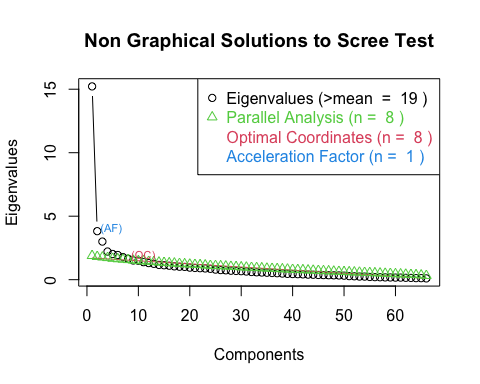 Non Graphical Solutions to Scree Test
Eigenvalues (>mean = 19 )
Parallel Analysis (n = 8 )
Optimal Coordinates (n = 8 )
Acceleration Factor (n = 1 )
Eigenvalues
15
10
5
0
(AF)
(OC)
0 10 20 30 40 50 60
Components